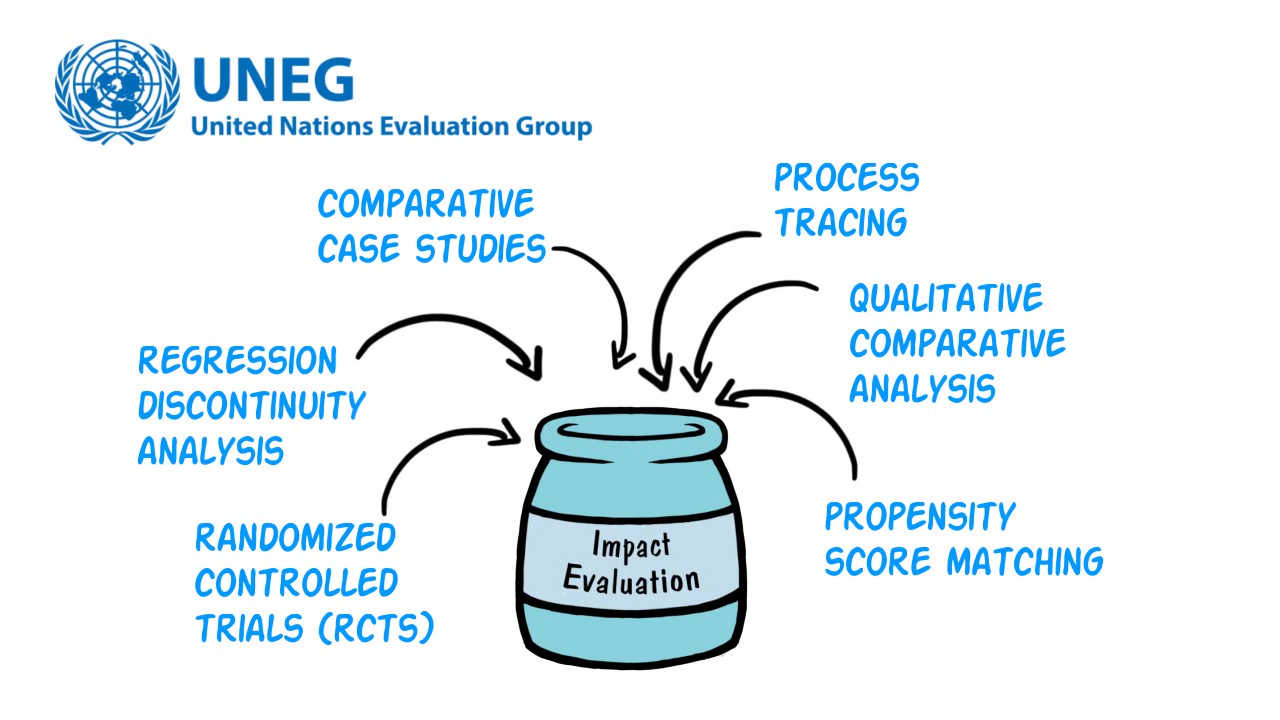 UNEG
United Nations Evaluation Group
PROCESS
TRACING
COMPARATIVE
CASE STUDIES
QUALITATIVE
COMPARATIVE
ANALYSIS
REGRESSION
DISCONTINUITY
ANALYSIS
PROPENSITY
SCORE MATCHING
RANDOMIZED
CONTROLLED
TRIALS (RCTS)
Impact
Evaluation